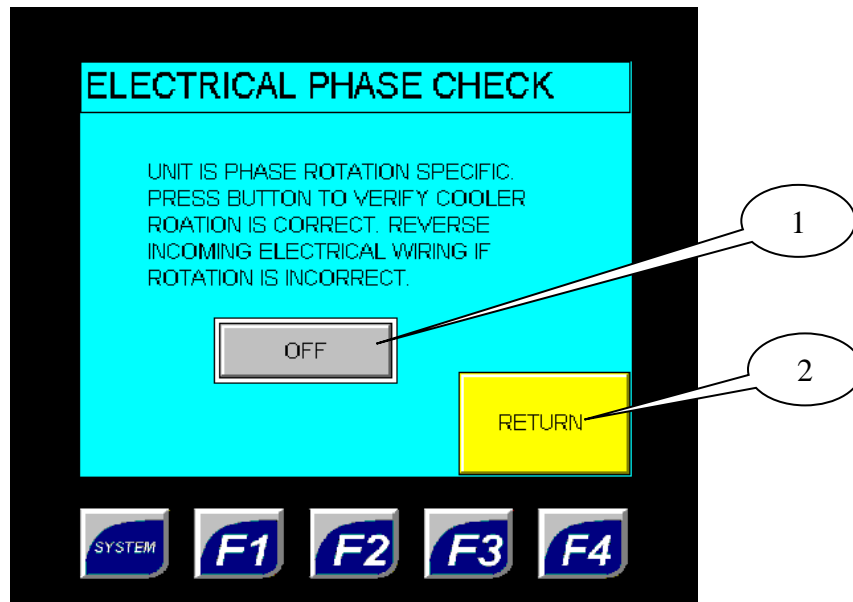 ELECTRICAL PHASE CHECK
UNIT IS PHASE ROTATION SPECIFIC.
PRESS BUTTON TO VERIFY COOLER
ROATION IS CORRECT. REVERSE
INCOMING ELECTRICAL WIRING IF
ROTATION IS INCORRECT.
1
OFF
2
RETURN
SYSTEM
F1
F2
F3
F4